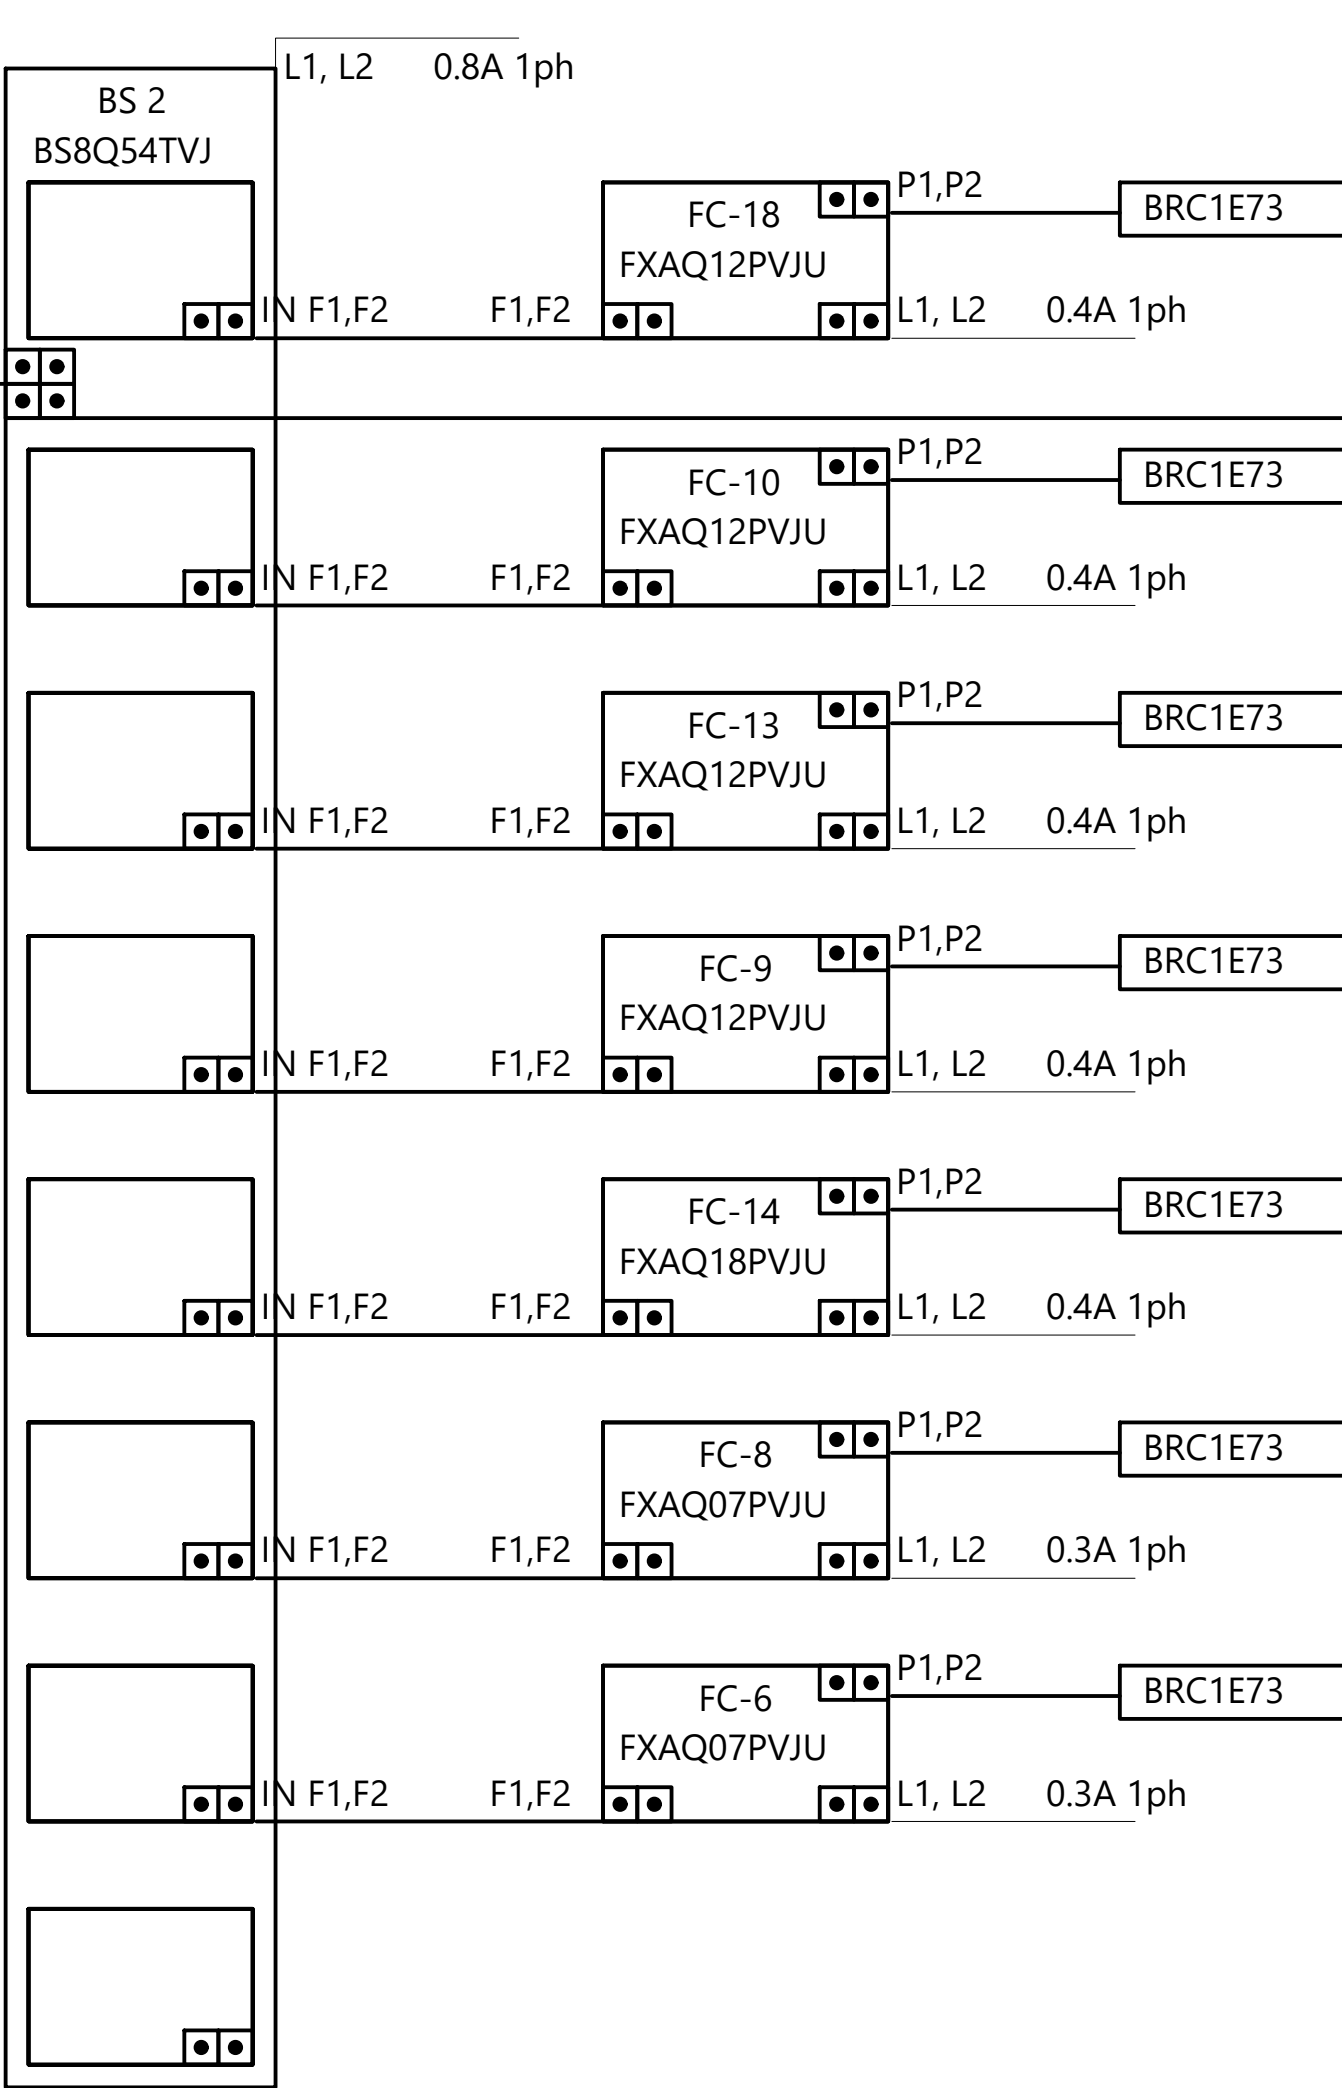 L1, L2 0.8A 1ph
BS 2
BS8Q54TVJ
P1,P2
FC-18
BRC1E73
FXAQ12PVJU
IN F1,F2 F1,F2 L1, L2 0.4A 1ph
P1,P2
FC-10
BRC1E73
FXAQ12PVJU
IN F1,F2 F1,F2 L1, L2 0.4A 1ph
P1,P2
FC-13
BRC1E73
FXAQ12PVJU
IN F1,F2 F1,F2 L1, L2 0.4A 1ph
P1,P2
FC-9
BRC1E73
FXAQ12PVJU
IN F1,F2 F1,F2 L1, L2 0.4A 1ph
P1,P2
FC-14
BRC1E73
FXAQ18PVJU
IN F1,F2 F1,F2 L1, L2 0.4A 1ph
P1,P2
FC-8
BRC1E73
FXAQ07PVJU
IN F1,F2 F1,F2 L1, L2 0.3A 1ph
P1,P2
FC-6
BRC1E73
FXAQ07PVJU
IN F1,F2 F1,F2 L1, L2 0.3A 1ph